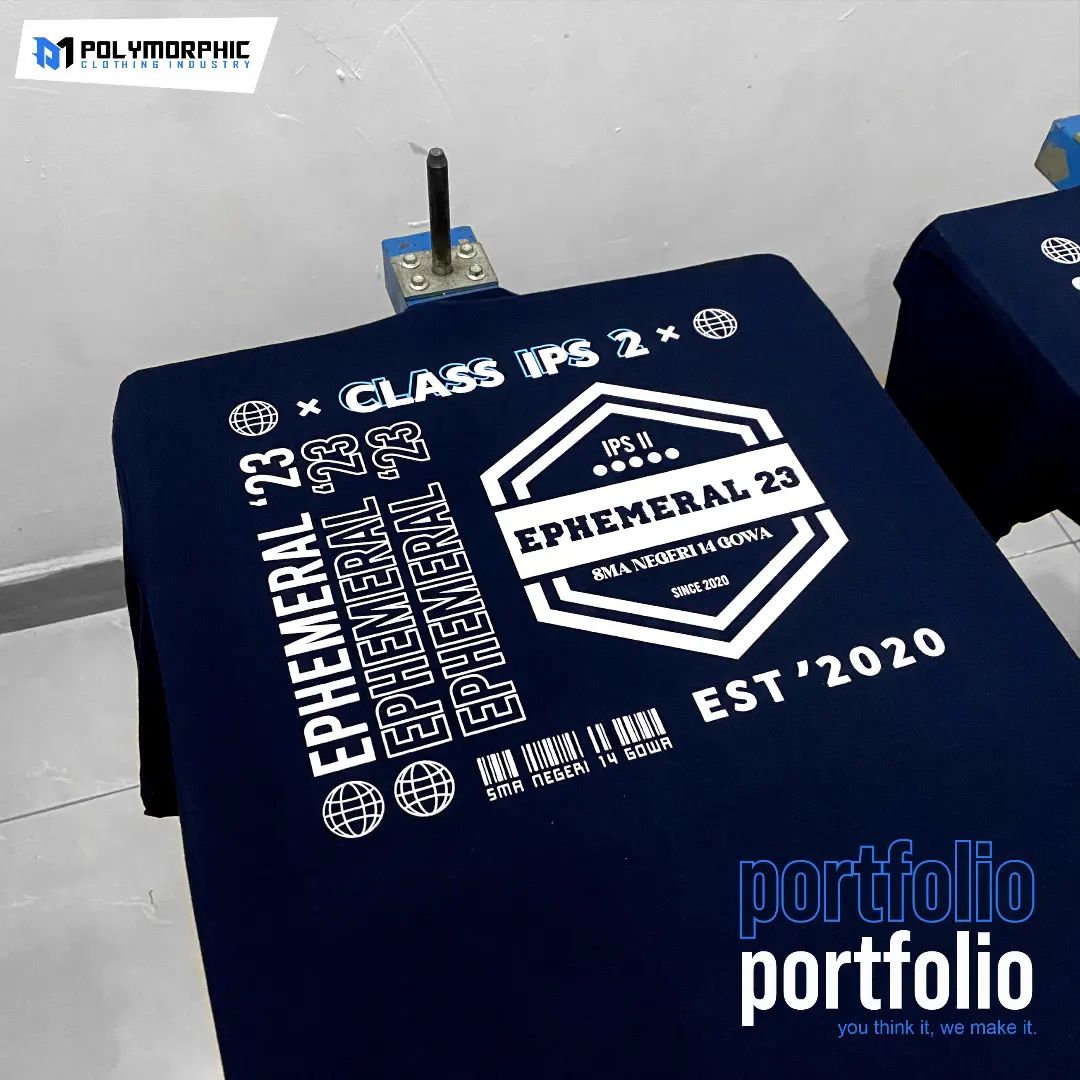 POLYMORPHIC
CLOTHING INDUSTRY
× CLASS IPS 2 ×
EPHEMERAL '23
EPHEMERAL '23
EPHEMERAL '23
IPS II
EPHEMERAL 23
SMA NEGERI 14 GOWA
SINCE 2020
EST '2020
SMA NEGERI 14 GOWA
portfolio
portfolio
you think it, we make it.